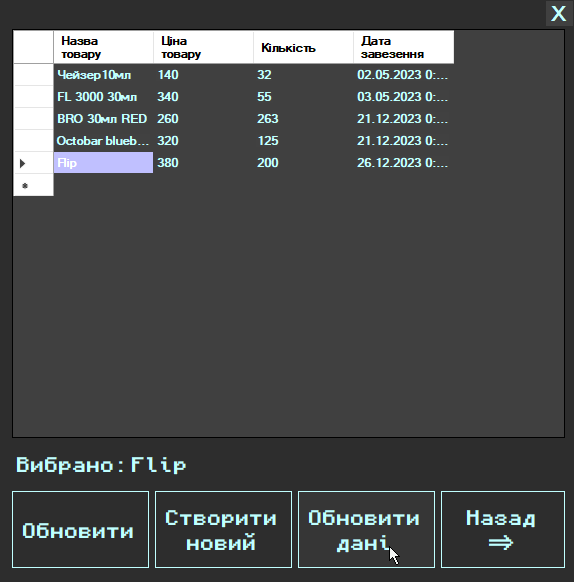 X
Назва товару Ціна товару Кількість Дата завезення
Чейзер10мл 140 32 02.05.2023 0:...
FL 3000 30мл 340 55 03.05.2023 0:...
BRO 30мл RED 260 263 21.12.2023 0:...
Octobar blueb... 320 125 21.12.2023 0:...
Flip 380 200 26.12.2023 0:...
Вибрано: Flip
Обновити
Створити
новий
Обновити
дані
Назад
⇒